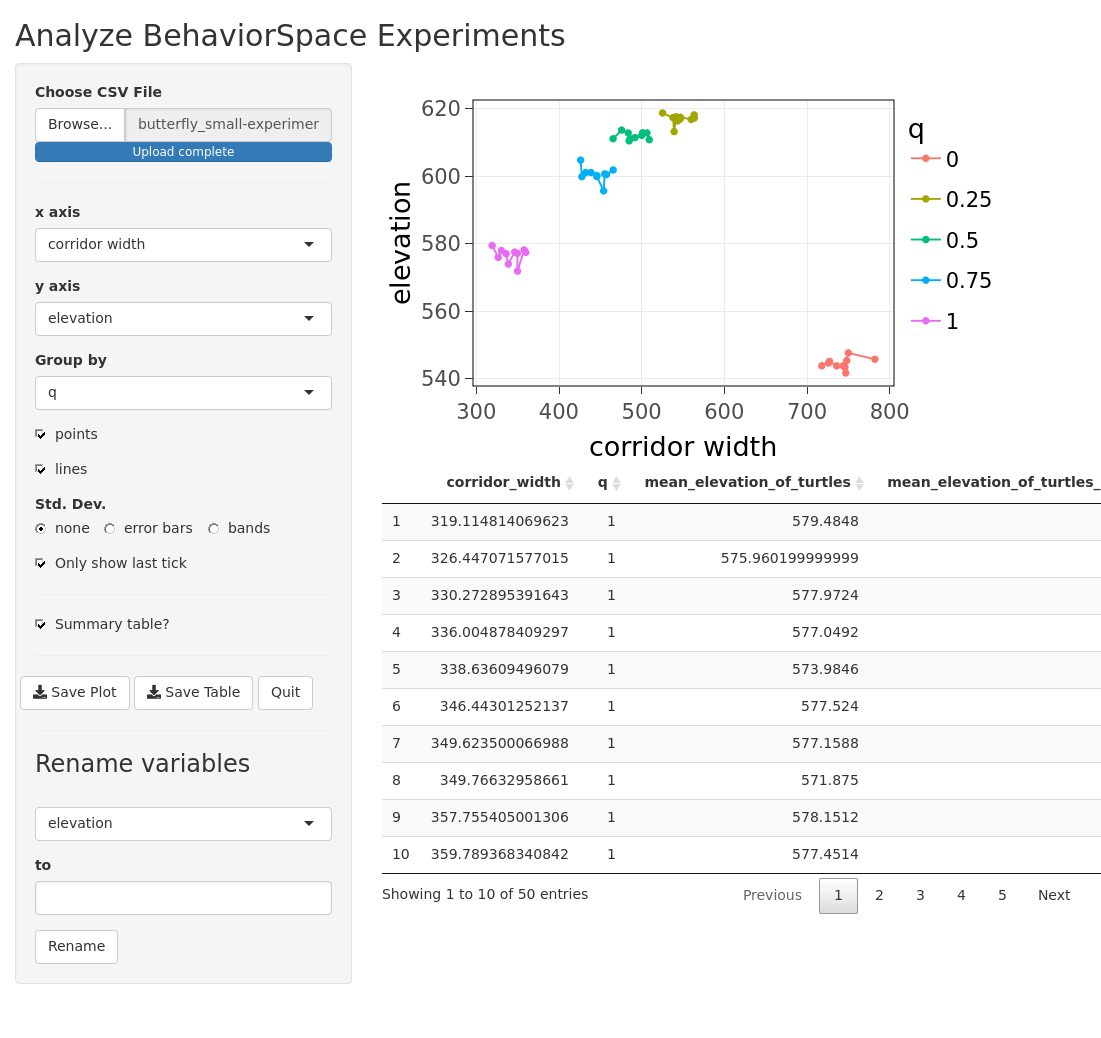 Analyze BehaviorSpace Experiments
Choose CSV File
Browse... butterfly_small-experimer
Upload complete
x axis
corridor width
y axis
elevation
Group by
q
points
lines
Std. Dev.
none error bars bands
Only show last tick
Summary table?
Save Plot Save Table Quit
Rename variables
elevation
to
Rename
620
600
580
560
540
elevation
300 400 500 600 700 800
corridor width
q
0
0.25
0.5
0.75
1
corridor_width q mean_elevation_of_turtles mean_elevation_of_turtles_
1 319.114814069623 1 579.4848
2 326.447071577015 1 575.960199999999
3 330.272895391643 1 577.9724
4 336.004878409297 1 577.0492
5 338.63609496079 1 573.9846
6 346.44301252137 1 577.524
7 349.623500066988 1 577.1588
8 349.76632958661 1 571.875
9 357.755405001306 1 578.1512
10 359.789368340842 1 577.4514
Showing 1 to 10 of 50 entries
Previous 1 2 3 4 5 Next